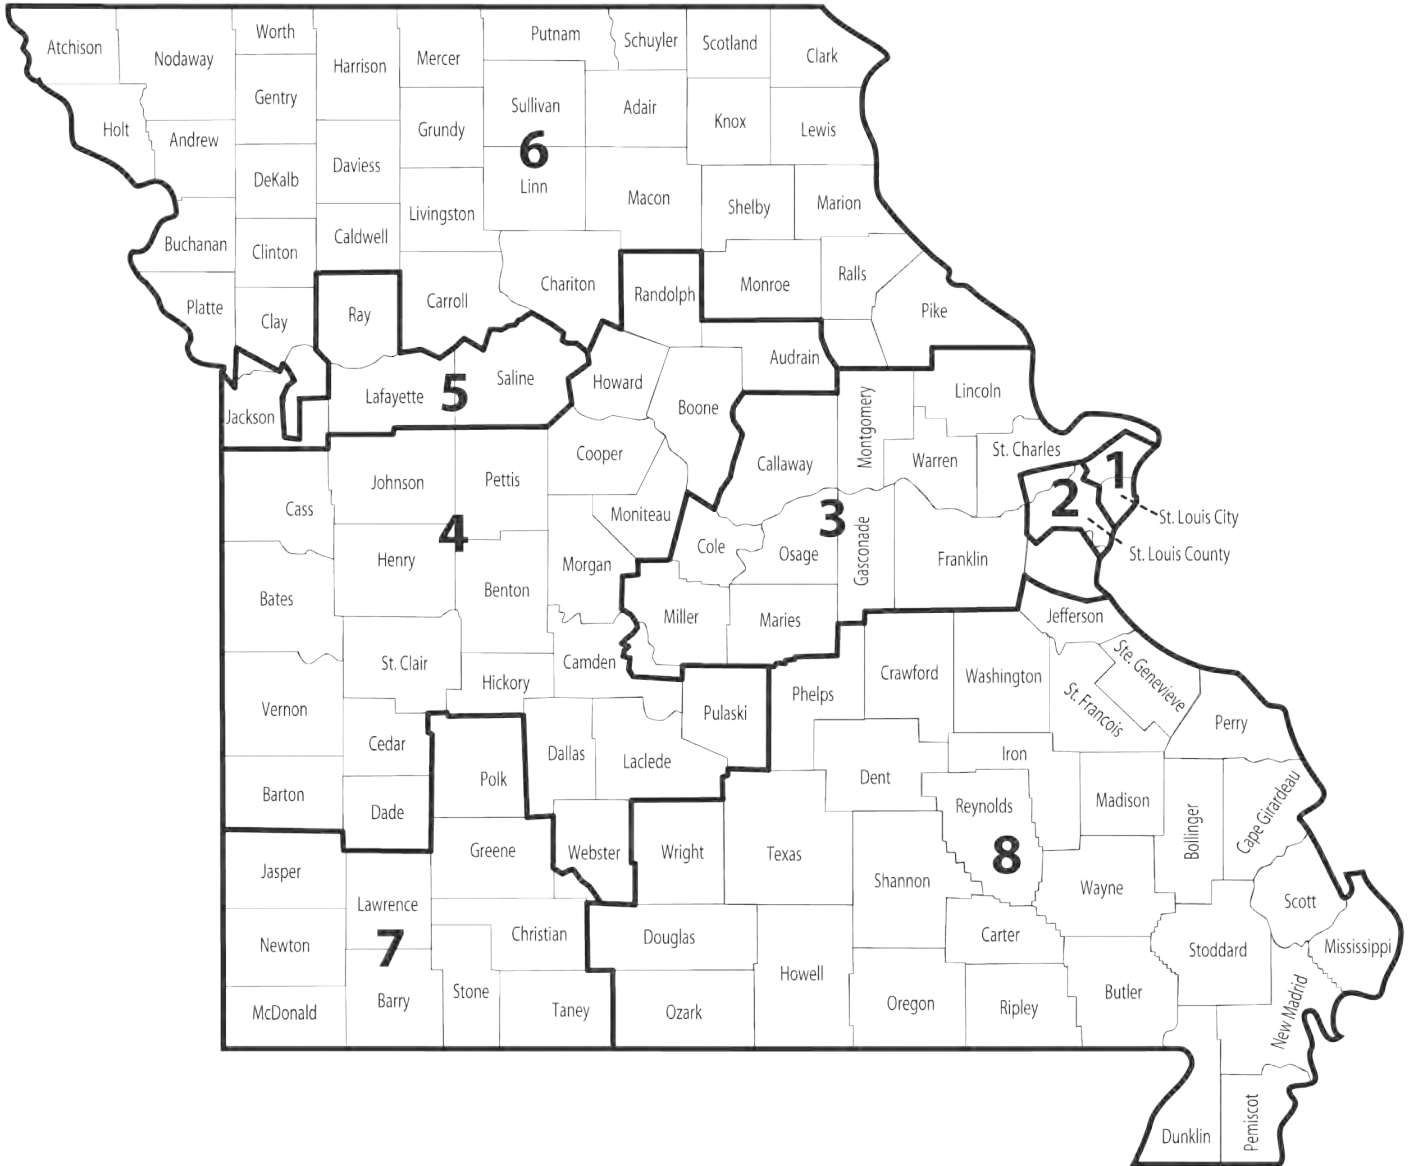 Atchison
Nodaway
Worth
Harrison
Mercer
Putnam
Schuyler
Scotland
Clark
Gentry
Sullivan
Adair
Knox
Lewis
Holt
Andrew
Grundy
6
DeKalb
Daviess
Linn
Macon
Shelby
Marion
Livingston
Buchanan
Clinton
Caldwell
Chariton
Randolph
Monroe
Ralls
Platte
Clay
Ray
Carroll
Pike
Audrain
Jackson
Lafayette
5
Saline
Howard
Boone
Lincoln
Montgomery
Callaway
Warren
St. Charles
1
Cooper
Cass
Johnson
Pettis
2
St. Louis City
Moniteau
4
3
Cole
Osage
Gasconade
Franklin
St. Louis County
Henry
Morgan
Bates
Benton
Miller
Maries
Jefferson
St. Clair
Camden
Hickory
Phelps
Crawford
Washington
Ste. Genevieve
St. Francois
Perry
Vernon
Pulaski
Cedar
Dallas
Laclede
Iron
Polk
Dent
Barton
Dade
Reynolds
Madison
Bollinger
Cape Girardeau
Greene
Webster
Wright
Texas
8
Jasper
Shannon
Wayne
Scott
Lawrence
7
Newton
Christian
Douglas
Carter
Stoddard
Mississippi
Howell
McDonald
Barry
Stone
Taney
Ozark
Oregon
Ripley
Butler
New Madrid
Dunklin
Pemiscot